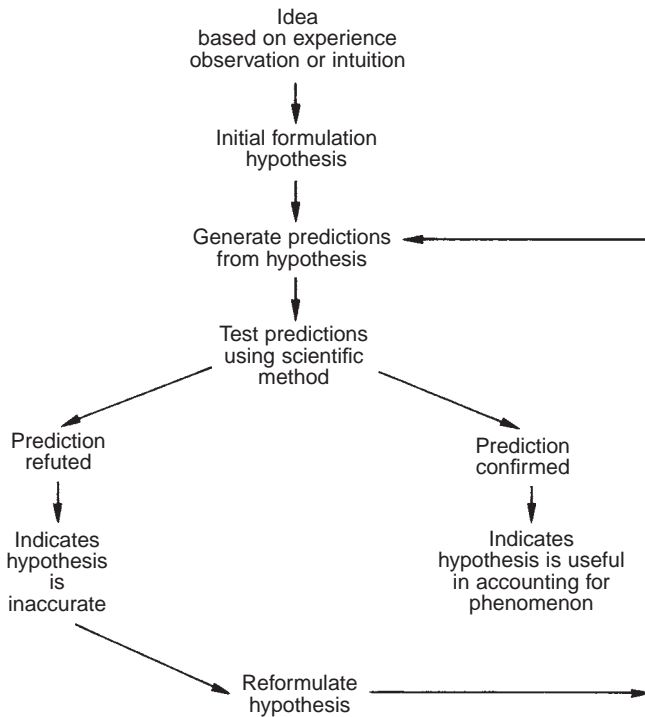 Idea
based on experience
observation or intuition
Initial formulation
hypothesis
Generate predictions
from hypothesis
Test predictions
using scientific
method
Prediction
refuted
Prediction
confirmed
Indicates
hypothesis
is
inaccurate
Indicates
hypothesis is useful
in accounting for
phenomenon
Reformulate
hypothesis